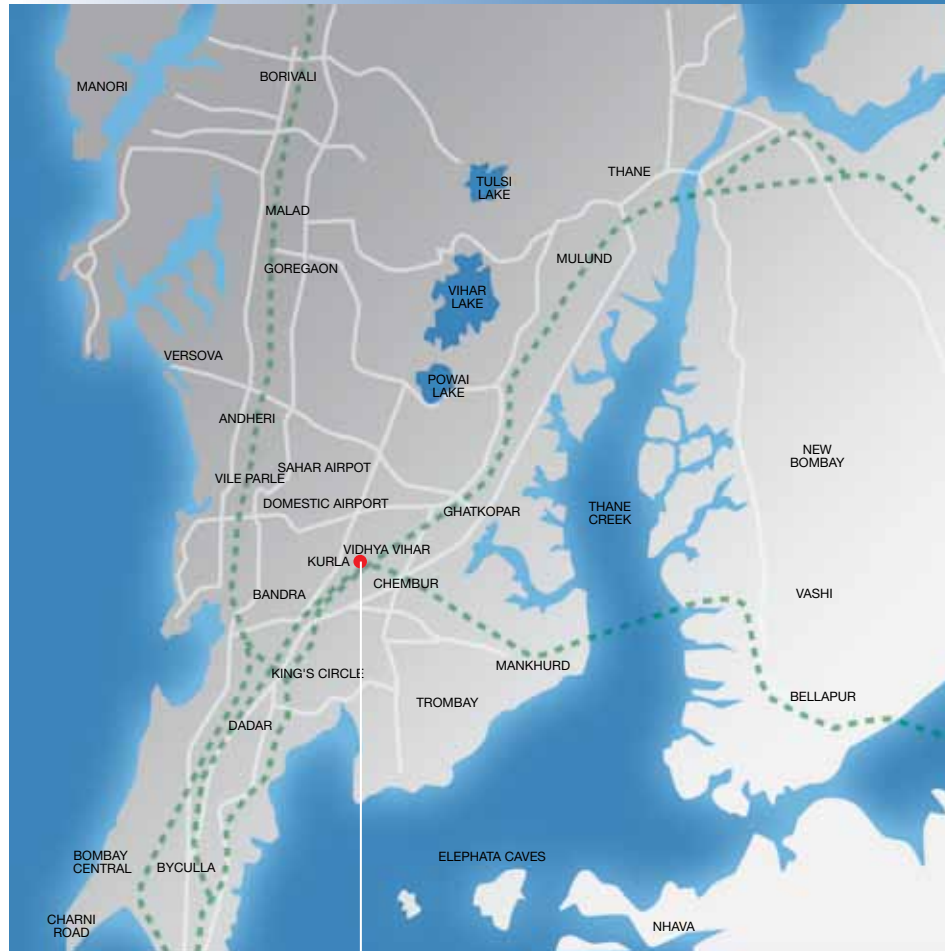 BORIVALI
MANORI
THANE
TULSI
LAKE
MALAD
MULUND
GOREGAON
VIHAR
LAKE
VERSOVA
POWAI
LAKE
ANDHERI
NEW
BOMBAY
SAHAR AIRPOT
VILE PARLE
DOMESTIC AIRPORT
GHATKOPAR
THANE
CREEK
VIDHYA VIHAR
KURLA
CHEMBUR
BANDRA
VASHI
MANKHURD
KING'S CIRCLE
BELLAPUR
TROMBAY
DADAR
ELEPHATA CAVES
BOMBAY
CENTRAL
BYCULLA
CHARNI
ROAD
NHAVA